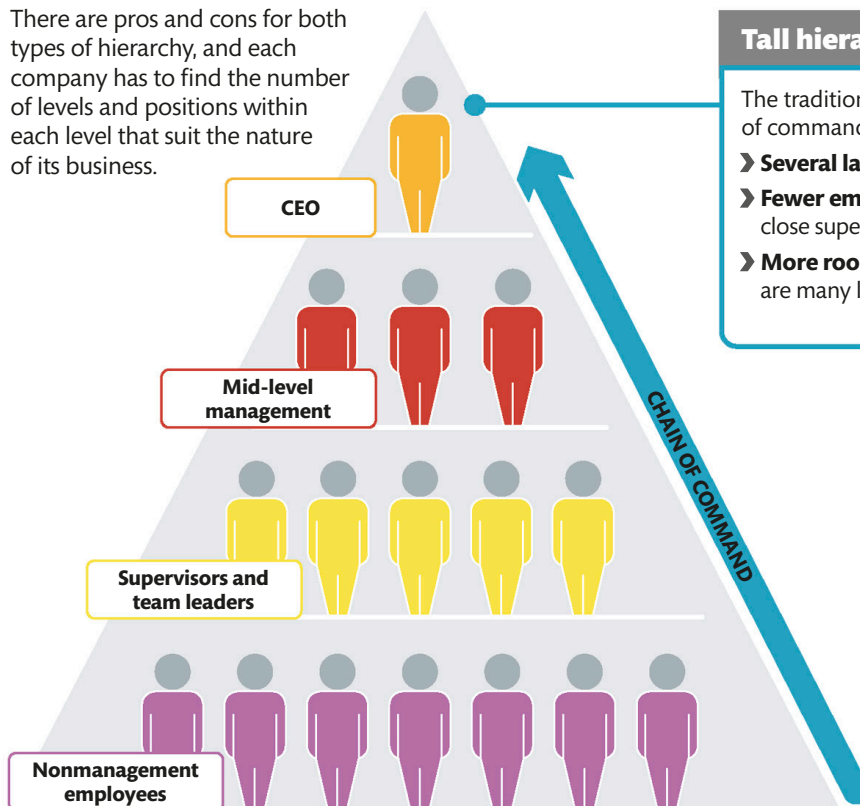 There are pros and cons for both
types of hierarchy, and each
company has to find the number
of levels and positions within
each level that suit the nature
of its business.
Tall hiera
The tradition
of command
Several la
Fewer em
close supe
More roo
are many l
CEO
Mid-level
management
CHAIN OF COMMAND
Supervisors and
team leaders
Nonmanagement
employees